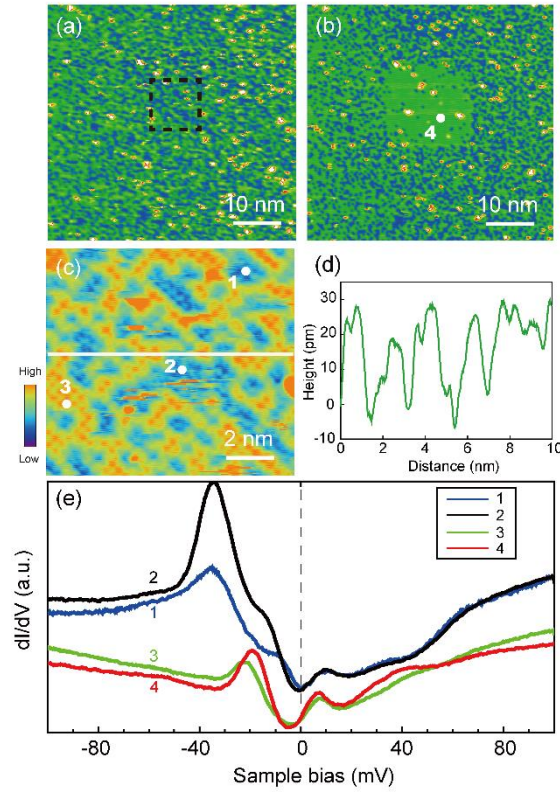 (a)
10 nm
(b)
4
10 nm
(c)
1
2
3
2 nm
High
Low
(d)
Height (pm)
30
20
10
0
-10
0 2 4 6 8 10
Distance (nm)
(e)
dI/dV (a.u.)
2
1
3
4
1
2
3
4
-80 -40 0 40 80
Sample bias (mV)